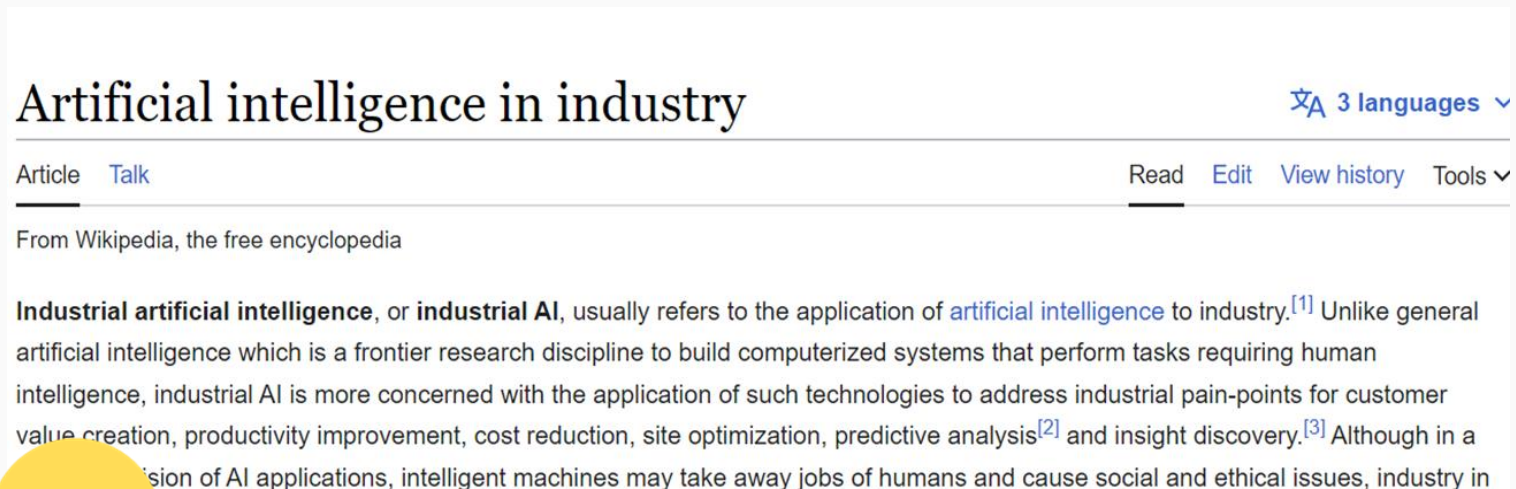 Artificial intelligence in industry
3 languages
Article Talk
Read Edit View history Tools
From Wikipedia, the free encyclopedia
Industrial artificial intelligence, or industrial AI, usually refers to the application of artificial intelligence to industry.[1] Unlike general
artificial intelligence which is a frontier research discipline to build computerized systems that perform tasks requiring human
intelligence, industrial AI is more concerned with the application of such technologies to address industrial pain-points for customer
value creation, productivity improvement, cost reduction, site optimization, predictive analysis[2] and insight discovery.[3] Although in a
of AI applications, intelligent machines may take away jobs of humans and cause social and ethical issues, industry in